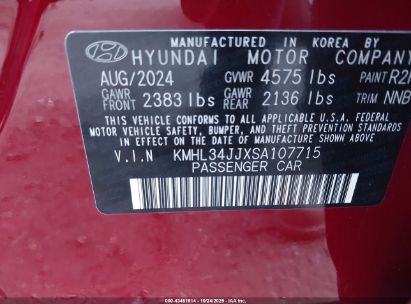 MANUFACTURED IN KOREA BY
HYUNDAI MOTOR COMPANY
AUG/2024 GVWR 4575 lbs PAINT
GAWR FRONT 2383 lbs GAWR REAR 2136 lbs TRIM NNB
THIS VEHICLE CONFORMS TO ALL APPLICABLE U.S. FEDERAL MOTOR VEHICLE
SAFETY, BUMPER, AND THEFT PREVENTION STANDARDS
IN EFFECT ON THE DATE OF MANUFACTURE SHOWN ABOVE.
V.I.N KMHL34JJXSA107715
PASSENGER CAR